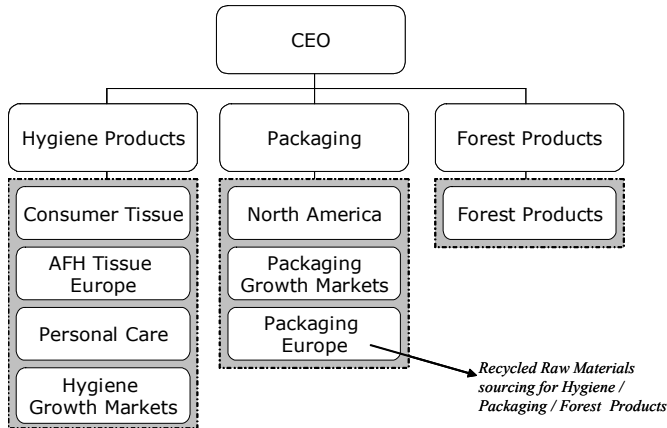 CEO
Hygiene Products
Packaging
Forest Products
Consumer Tissue
AFH Tissue
Europe
Personal Care
Hygiene
Growth Markets
North America
Packaging
Growth Markets
Packaging
Europe
Forest Products
Recycled Raw Materials
sourcing for Hygiene /
Packaging / Forest Products